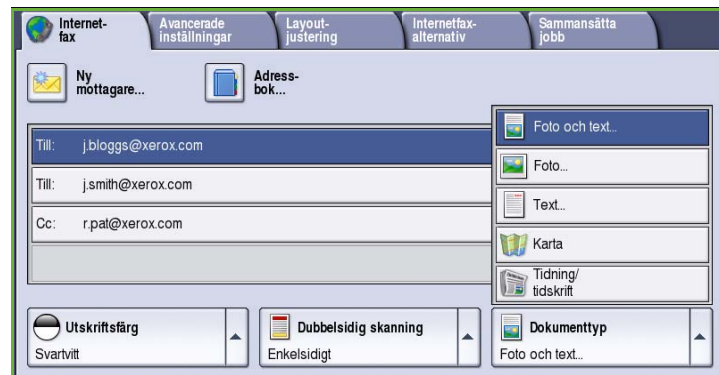 Internet-
fax
Avancerade
inställningar
Layout-
justering
Internetfax-
alternativ
Sammansätta
jobb
Ny
mottagare...
Adress-
bok...
Till: j.bloggs@xerox.com
Till: j.smith@xerox.com
Cc: r.pat@xerox.com
Foto och text...
Foto...
Text...
Karta
Tidning/
tidskrift
Utskriftsfärg
Svartvitt
Dubbelsidig skanning
Enkelsidigt
Dokumenttyp
Foto och text...